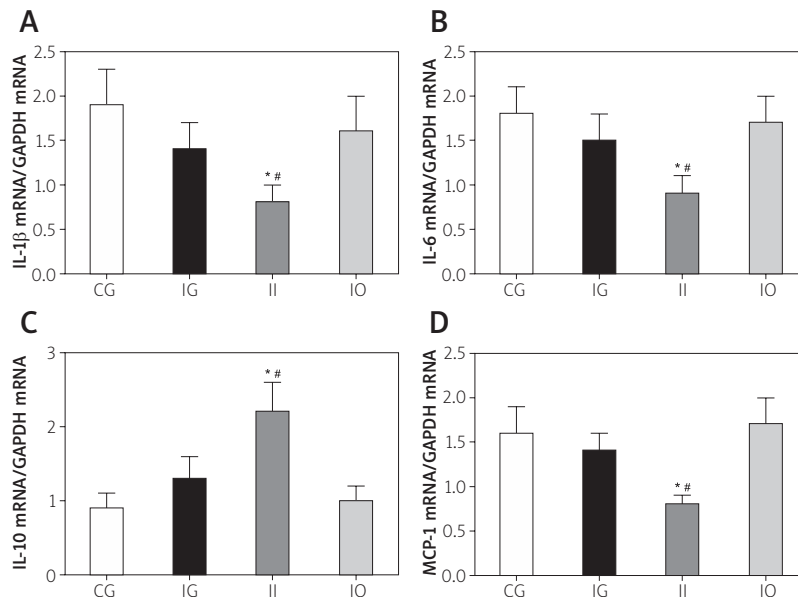 A
IL-1β mRNA/GAPDH mRNA
2.5
2.0
1.5
1.0
0.5
0.0
* #
CG IG II IO
B
IL-6 mRNA/GAPDH mRNA
2.5
2.0
1.5
1.0
0.5
0.0
* #
CG IG II IO
C
IL-10 mRNA/GAPDH mRNA
3
2
1
0
* #
CG IG II IO
D
MCP-1 mRNA/GAPDH mRNA
2.5
2.0
1.5
1.0
0.5
0.0
* #
CG IG II IO